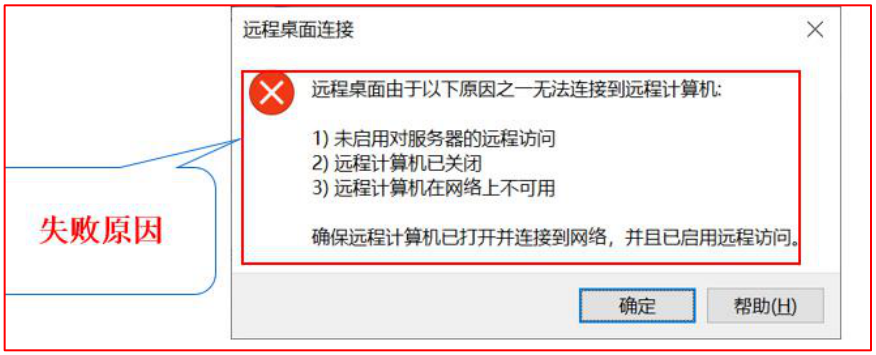 远程桌面连接
远程桌面由于以下原因之一无法连接到远程计算机:
1) 未启用对服务器的远程访问
2) 远程计算机已关闭
3) 远程计算机在网络上不可用
确保远程计算机已打开并连接到网络，并且已启用远程访问。
失败原因
确定
帮助(H)